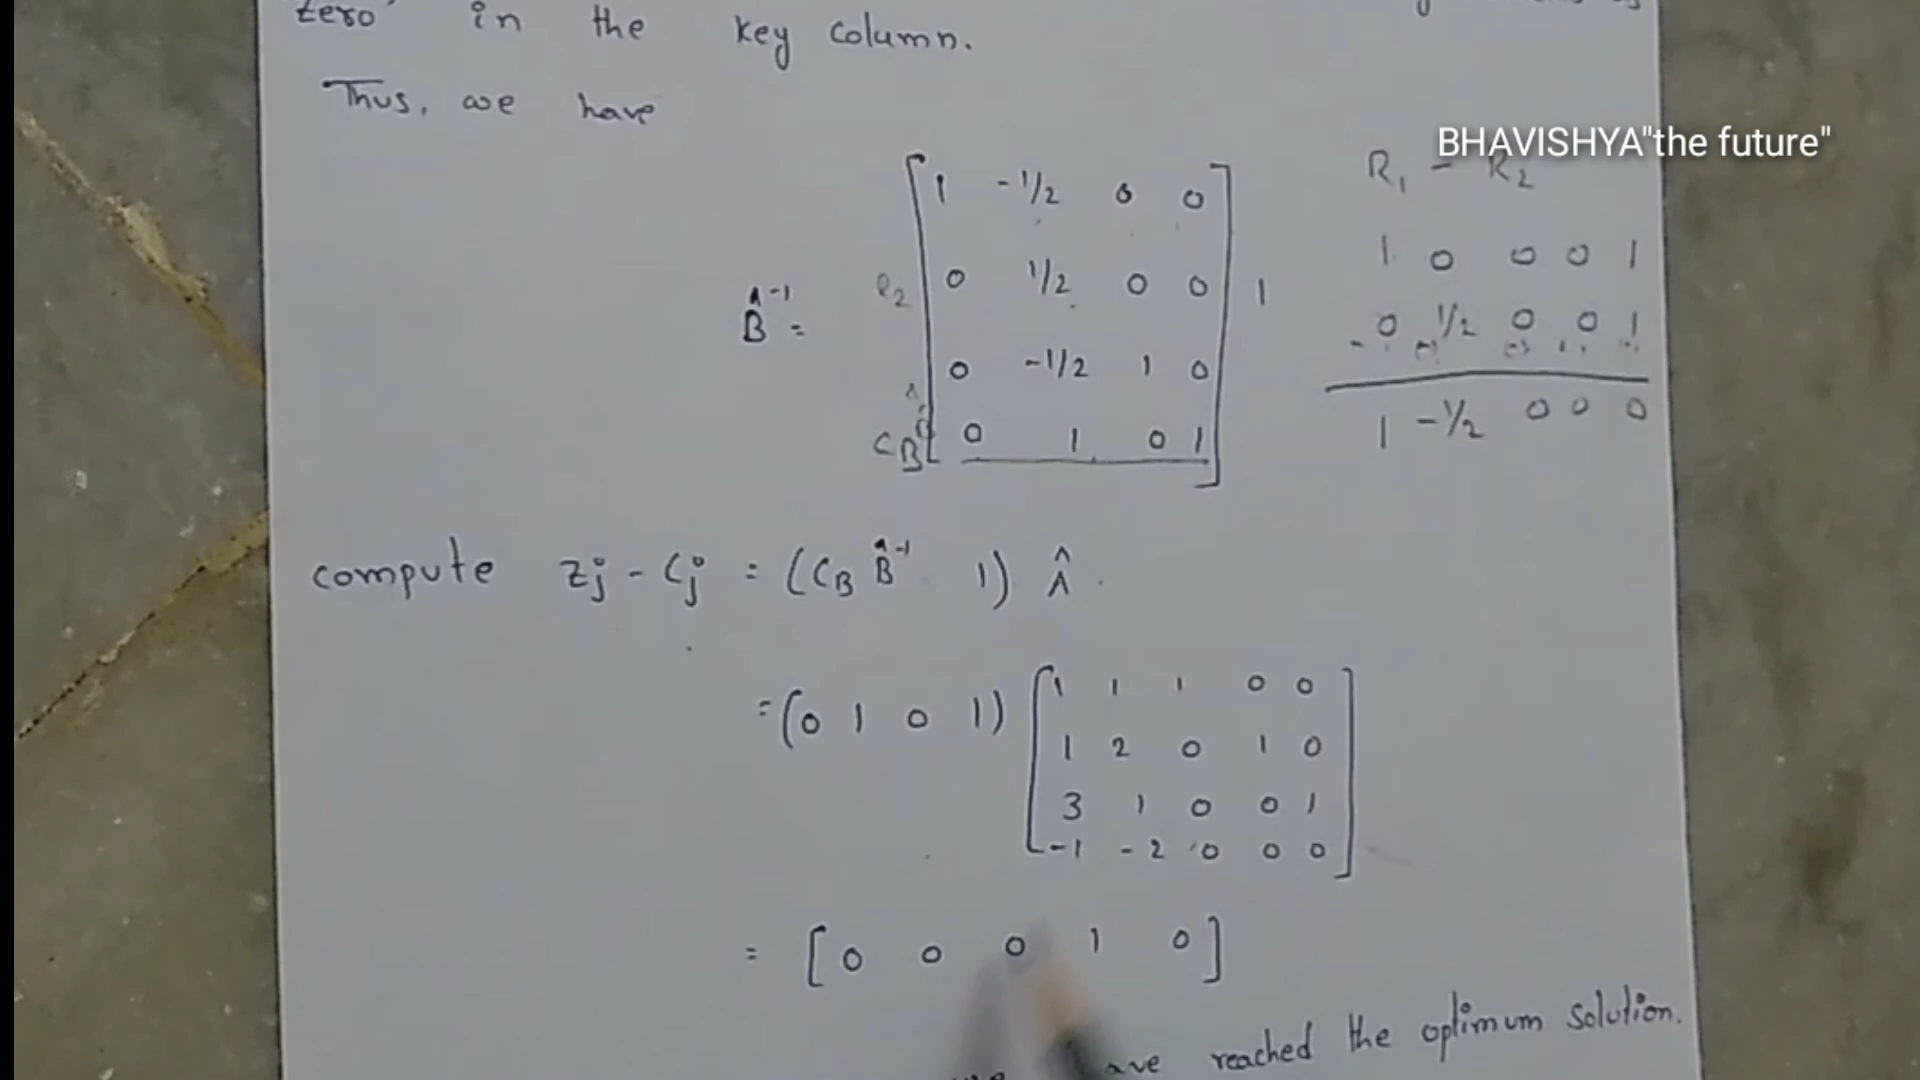 zero in the key column.
Thus, we have
BHAVISHYA"the future"
R₁ - R₂
B̂⁻¹ =
1 -1/2 0 0
R₂ 0 1/2 0 0 1
0 -1/2 1 0
C_B B̂⁻¹ 0 1 0 1
1 0 0 0 1
0 1/2 0 0 1
1 -1/2 0 0 0
compute Zj - Cj = (C_B B̂⁻¹ 1) Â
= (0 1 0 1)
1 1 1 0 0
1 2 0 1 0
3 1 0 0 1
-1 -2 0 0 0
= [0 0 0 1 0]
reached the optimum solution.